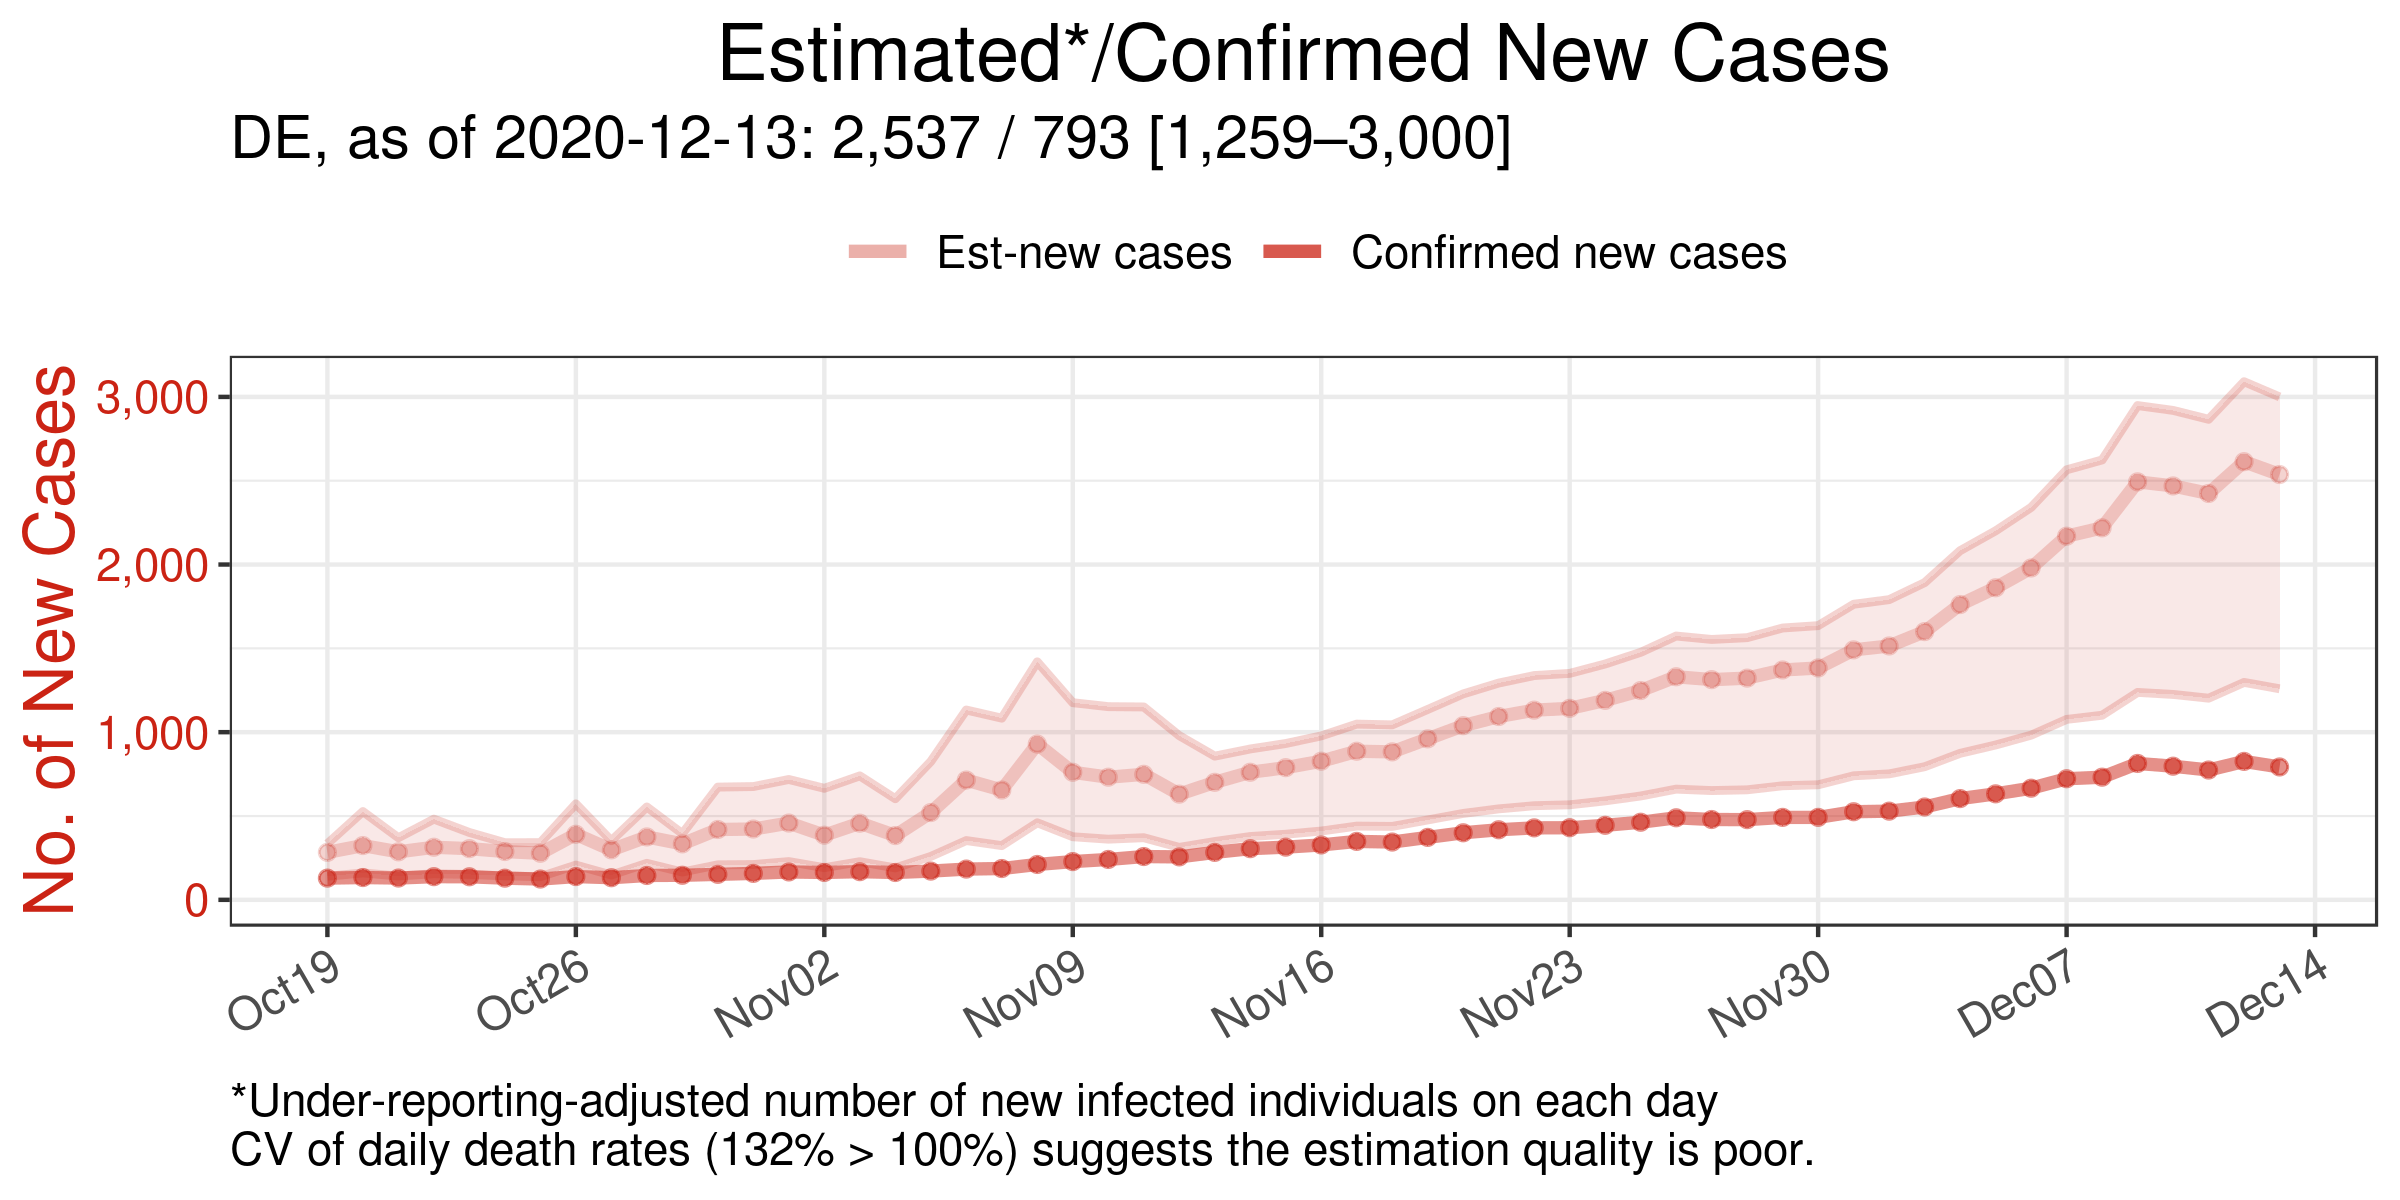 Estimated*/Confirmed New Cases
DE, as of 2020-12-13: 2,537 / 793 [1,259–3,000]
Est-new cases
Confirmed new cases
No. of New Cases
3,000
2,000
1,000
0
Oct19
Oct26
Nov02
Nov09
Nov16
Nov23
Nov30
Dec07
Dec14
*Under-reporting-adjusted number of new infected individuals on each day
CV of daily death rates (132% > 100%) suggests the estimation quality is poor.